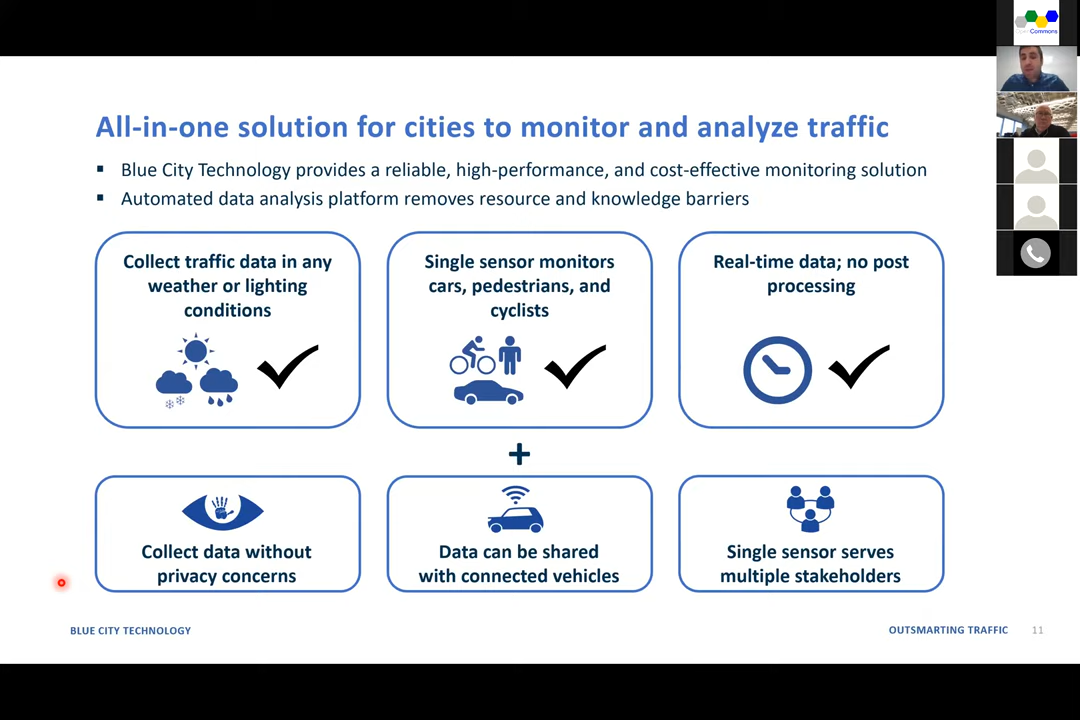 All-in-one solution for cities to monitor and analyze traffic
▪ Blue City Technology provides a reliable, high-performance, and cost-effective monitoring solution
▪ Automated data analysis platform removes resource and knowledge barriers
Collect traffic data in any
weather or lighting
conditions
Single sensor monitors
cars, pedestrians, and
cyclists
Real-time data; no post
processing
+
Collect data without
privacy concerns
Data can be shared
with connected vehicles
Single sensor serves
multiple stakeholders
BLUE CITY TECHNOLOGY
OUTSMARTING TRAFFIC 11
Commons